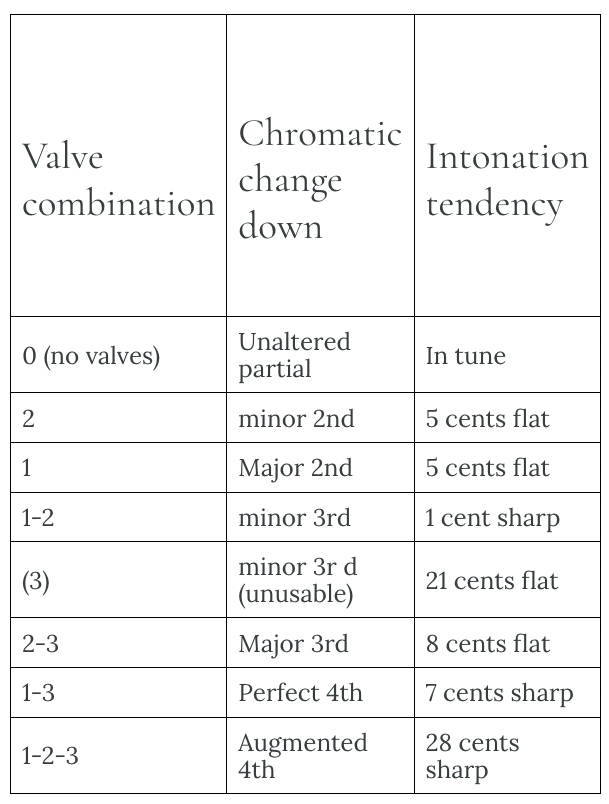 Valve
combination
Chromatic
change
down
Intonation
tendency
0 (no valves)
Unaltered
partial
In tune
2
minor 2nd
5 cents flat
1
Major 2nd
5 cents flat
1-2
minor 3rd
1 cent sharp
(3)
minor 3r d
(unusable)
21 cents flat
2-3
Major 3rd
8 cents flat
1-3
Perfect 4th
7 cents sharp
1-2-3
Augmented
4th
28 cents
sharp